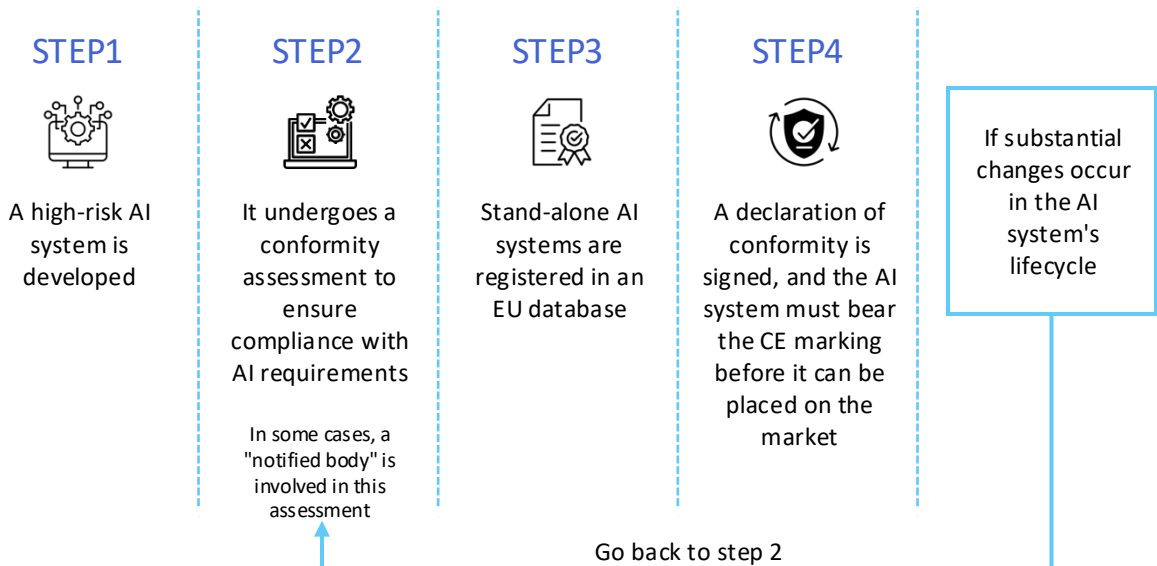 STEP1
A high-risk AI
system is
developed
STEP2
It undergoes a
conformity
assessment to
ensure
compliance with
AI requirements
In some cases, a
"notified body" is
involved in this
assessment
STEP3
Stand-alone AI
systems are
registered in an
EU database
STEP4
A declaration of
conformity is
signed, and the AI
system must bear
the CE marking
before it can be
placed on the
market
If substantial
changes occur
in the AI
system's
lifecycle
Go back to step 2